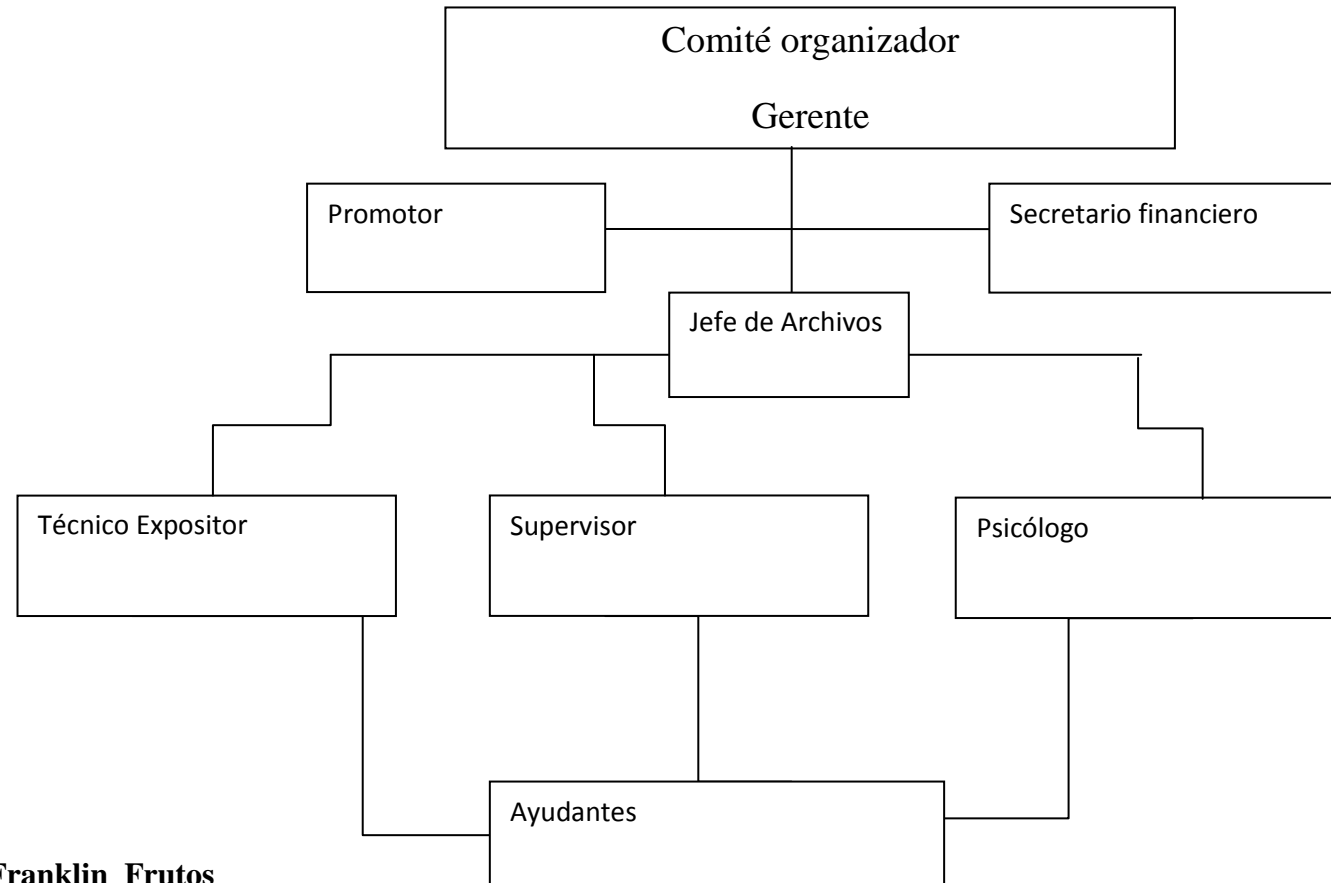 Comité organizador
Gerente
Promotor
Secretario financiero
Jefe de Archivos
Técnico Expositor
Supervisor
Psicólogo
Ayudantes
Franklin Frutos